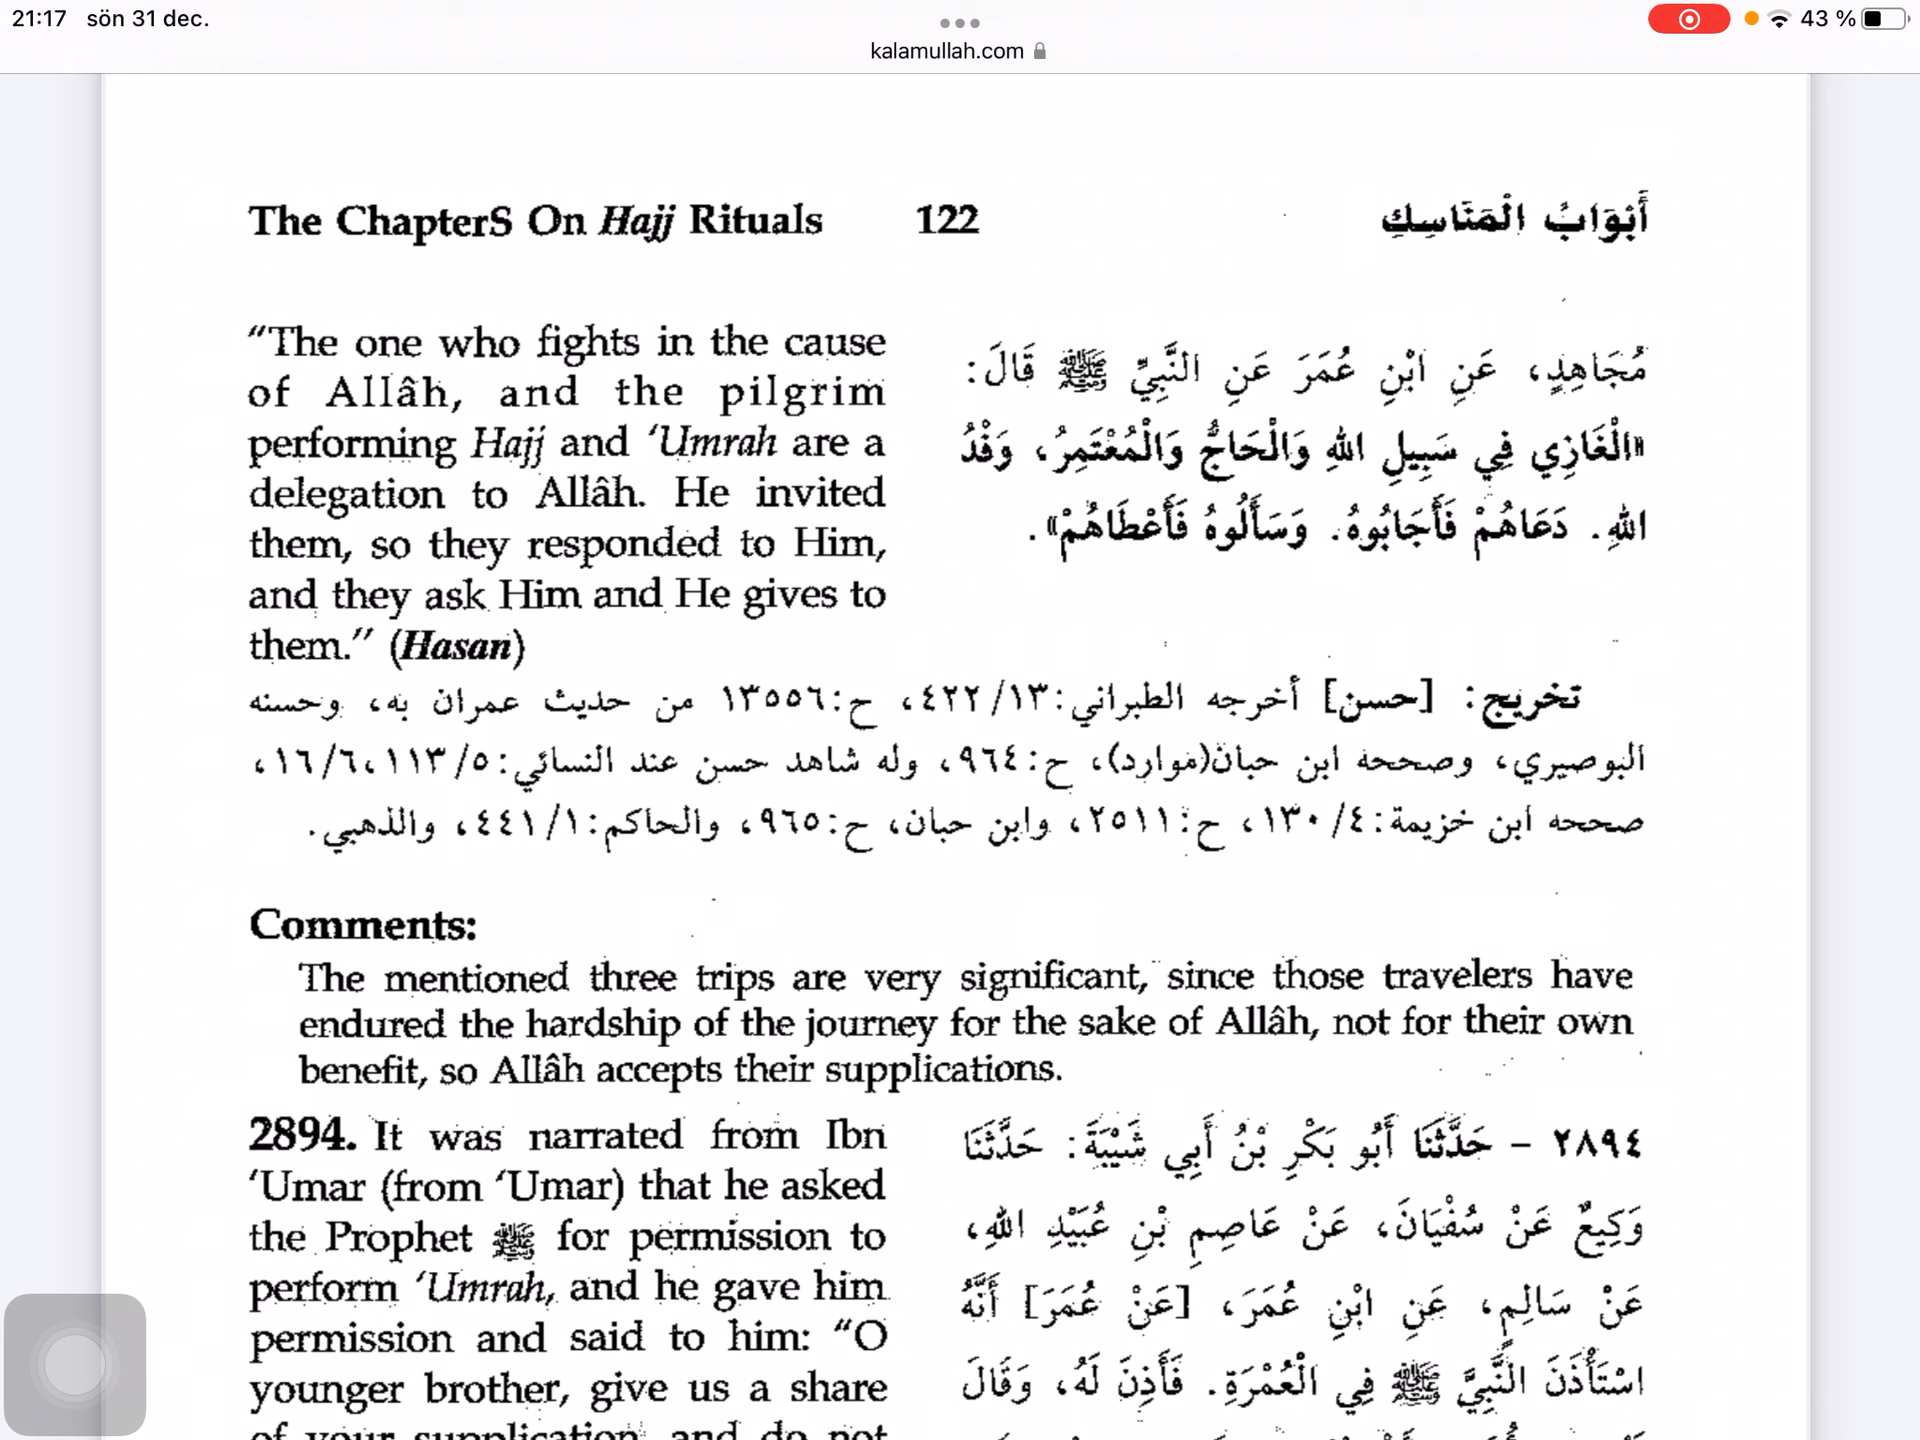 21:17 sön 31 dec.
43 %
kalamullah.com
The ChapterS On Hajj Rituals 122 أَبْوَابُ الْمَنَاسِكِ
“The one who fights in the cause
of Allâh, and the pilgrim
performing Hajj and ‘Umrah are a
delegation to Allâh. He invited
them, so they responded to Him,
and they ask Him and He gives to
them.” (Hasan)
مُجَاهِدٍ، عَنِ ابْنِ عُمَرَ عَنِ النَّبِيِّ ﷺ قَالَ:
«الْغَازِي فِي سَبِيلِ اللهِ وَالْحَاجُّ وَالْمُعْتَمِرُ، وَفْدُ
اللهِ. دَعَاهُمْ فَأَجَابُوهُ. وَسَأَلُوهُ فَأَعْطَاهُمْ».
تخريج: [حسن] أخرجه الطبراني: ١٣/ ٤٢٢، ح: ١٣٥٥٦ من حديث عمران به، وحسنه
البوصيري، وصححه ابن حبان(موارد)، ح: ٩٦٤، وله شاهد حسن عند النسائي: ٥/ ١١٣، ٦/ ١٦،
صححه ابن خزيمة: ٤/ ١٣٠، ح: ٢٥١١، وابن حبان، ح: ٩٦٥، والحاكم: ١/ ٤٤١، والذهبي.
Comments:
The mentioned three trips are very significant, since those travelers have
endured the hardship of the journey for the sake of Allâh, not for their own
benefit, so Allâh accepts their supplications.
2894. It was narrated from Ibn
‘Umar (from ‘Umar) that he asked
the Prophet ﷺ for permission to
perform ‘Umrah, and he gave him
permission and said to him: “O
younger brother, give us a share
of your supplication, and do not
٢٨٩٤ – حَدَّثَنَا أَبُو بَكْرِ بْنُ أَبِي شَيْبَةَ: حَدَّثَنَا
وَكِيعٌ عَنْ سُفْيَانَ، عَنْ عَاصِمِ بْنِ عُبَيْدِ اللهِ،
عَنْ سَالِمٍ، عَنِ ابْنِ عُمَرَ، [عَنْ عُمَرَ] أَنَّهُ
اسْتَأْذَنَ النَّبِيَّ ﷺ فِي الْعُمْرَةِ. فَأَذِنَ لَهُ، وَقَالَ